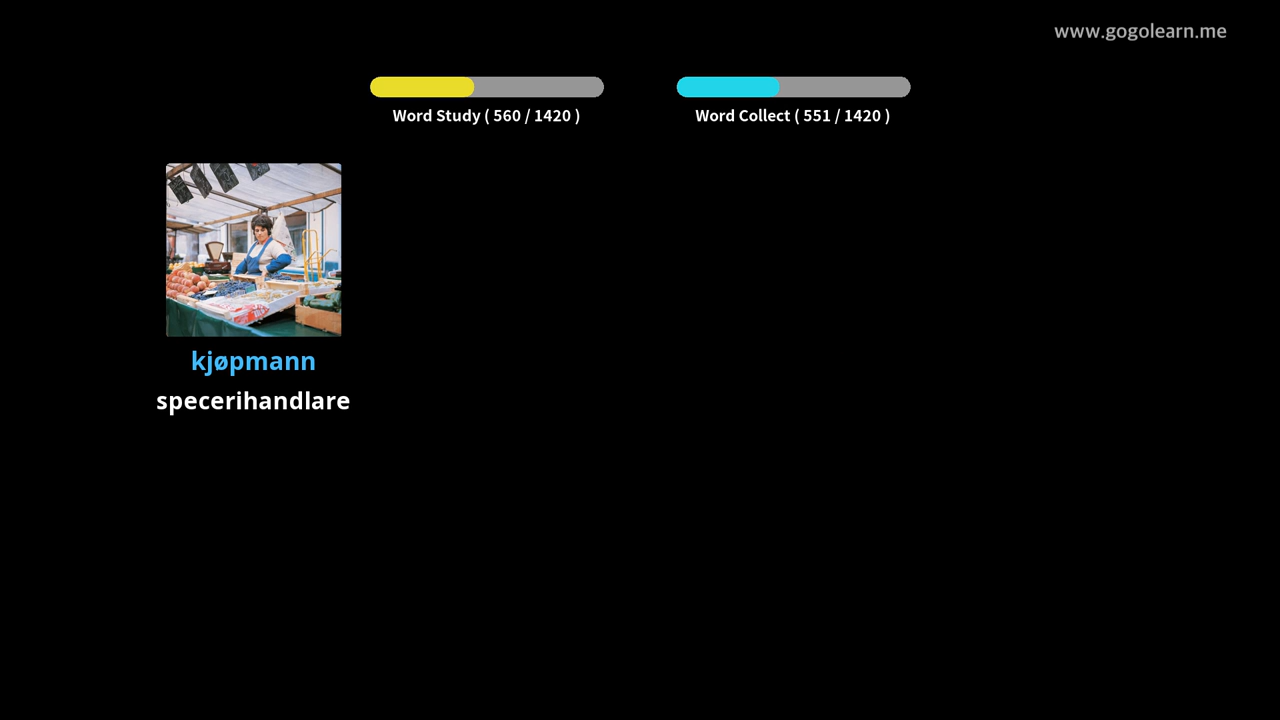 www.gogolearn.me
Word Study ( 560 / 1420 )
Word Collect ( 551 / 1420 )
kjøpmann
specerihandlare